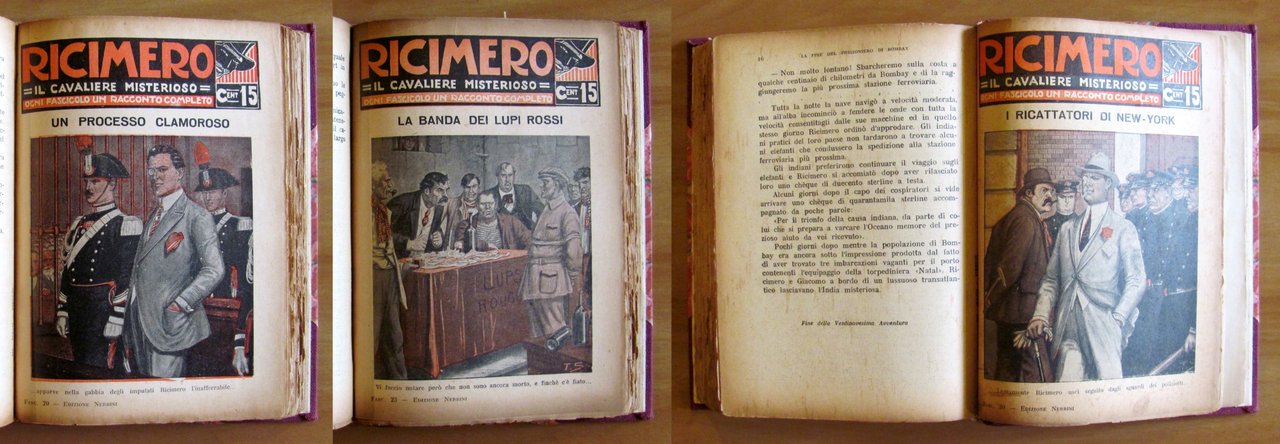 RICIMERO
IL CAVALIERE MISTERIOSO
OGNI FASCICOLO UN RACCONTO COMPLETO
CENT 15
UN PROCESSO CLAMOROSO
...apparve nella gabbia degli imputati Ricimero l'inafferrabile...
FASC. 20 — EDIZIONE NERBINI
RICIMERO
IL CAVALIERE MISTERIOSO
OGNI FASCICOLO UN RACCONTO COMPLETO
CENT 15
LA BANDA DEI LUPI ROSSI
LUPS
ROUG
T S
Vi faccio notare però che non sono ancora morto, e finchè c'è fiato...
FASC. 23 — EDIZIONE NERBINI
16 LA FINE DEL PRIGIONIERO DI BOMBAY
— Non molto lontano! Sbarcheremo sulla costa a
qualche centinaio di chilometri da Bombay e di là rag-
giungeremo la più prossima stazione ferroviaria.
Tutta la notte la nave navigò a velocità moderata,
ma all'alba incominciò a fendere le onde con tutta la
velocità consentitagli dalle sue macchine ed in quello
stesso giorno Ricimero ordinò d'approdare. Gli india-
ni pratici del loro paese non tardarono a trovare alcu-
ni elefanti che condussero la spedizione alla stazione
ferroviaria più prossima.
Gli indiani preferirono continuare il viaggio sugli
elefanti e Ricimero si accomiatò dopo aver rilasciato
loro uno chèque di duecento sterline a testa.
Alcuni giorni dopo il capo dei cospiratori si vide
arrivare uno chèque di quarantamila sterline accom-
pagnato da poche parole:
«Per il trionfo della causa indiana, da parte di co-
lui che si prepara a varcare l'Oceano memore del pre-
zioso aiuto da voi ricevuto».
Pochi giorni dopo mentre la popolazione di Bom-
bay era ancora sotto l'impressione prodotta dal fatto
di aver trovato tre imbarcazioni vaganti per il porto
contenenti l'equipaggio della torpediniera «Natal». Ri-
cimero e Giacomo a bordo di un lussuoso transatlan-
tico lasciavano l'India misteriosa.
Fine della Ventinovesima Avventura
RICIMERO
IL CAVALIERE MISTERIOSO
OGNI FASCICOLO UN RACCONTO COMPLETO
CENT 15
I RICATTATORI DI NEW-YORK
...Lentamente Ricimero uscì seguito dagli sguardi dei poliziotti...
FASC. 30 — EDIZIONE NERBINI